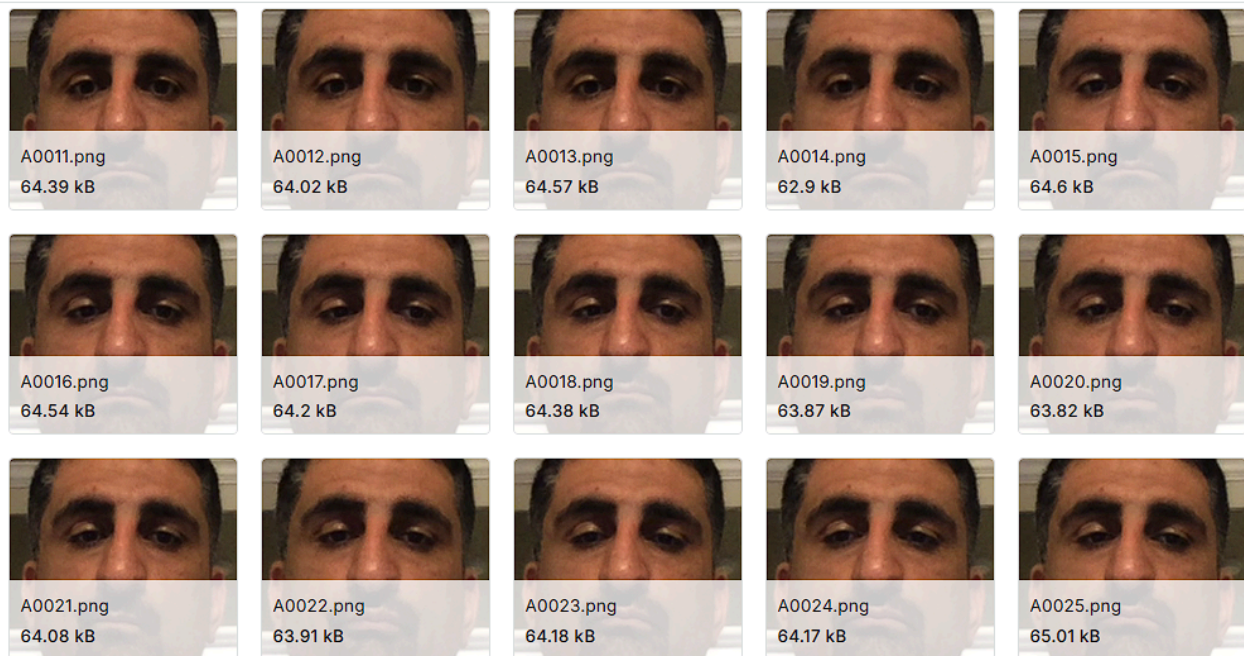 A0011.png
64.39 kB
A0012.png
64.02 kB
A0013.png
64.57 kB
A0014.png
62.9 kB
A0015.png
64.6 kB
A0016.png
64.54 kB
A0017.png
64.2 kB
A0018.png
64.38 kB
A0019.png
63.87 kB
A0020.png
63.82 kB
A0021.png
64.08 kB
A0022.png
63.91 kB
A0023.png
64.18 kB
A0024.png
64.17 kB
A0025.png
65.01 kB